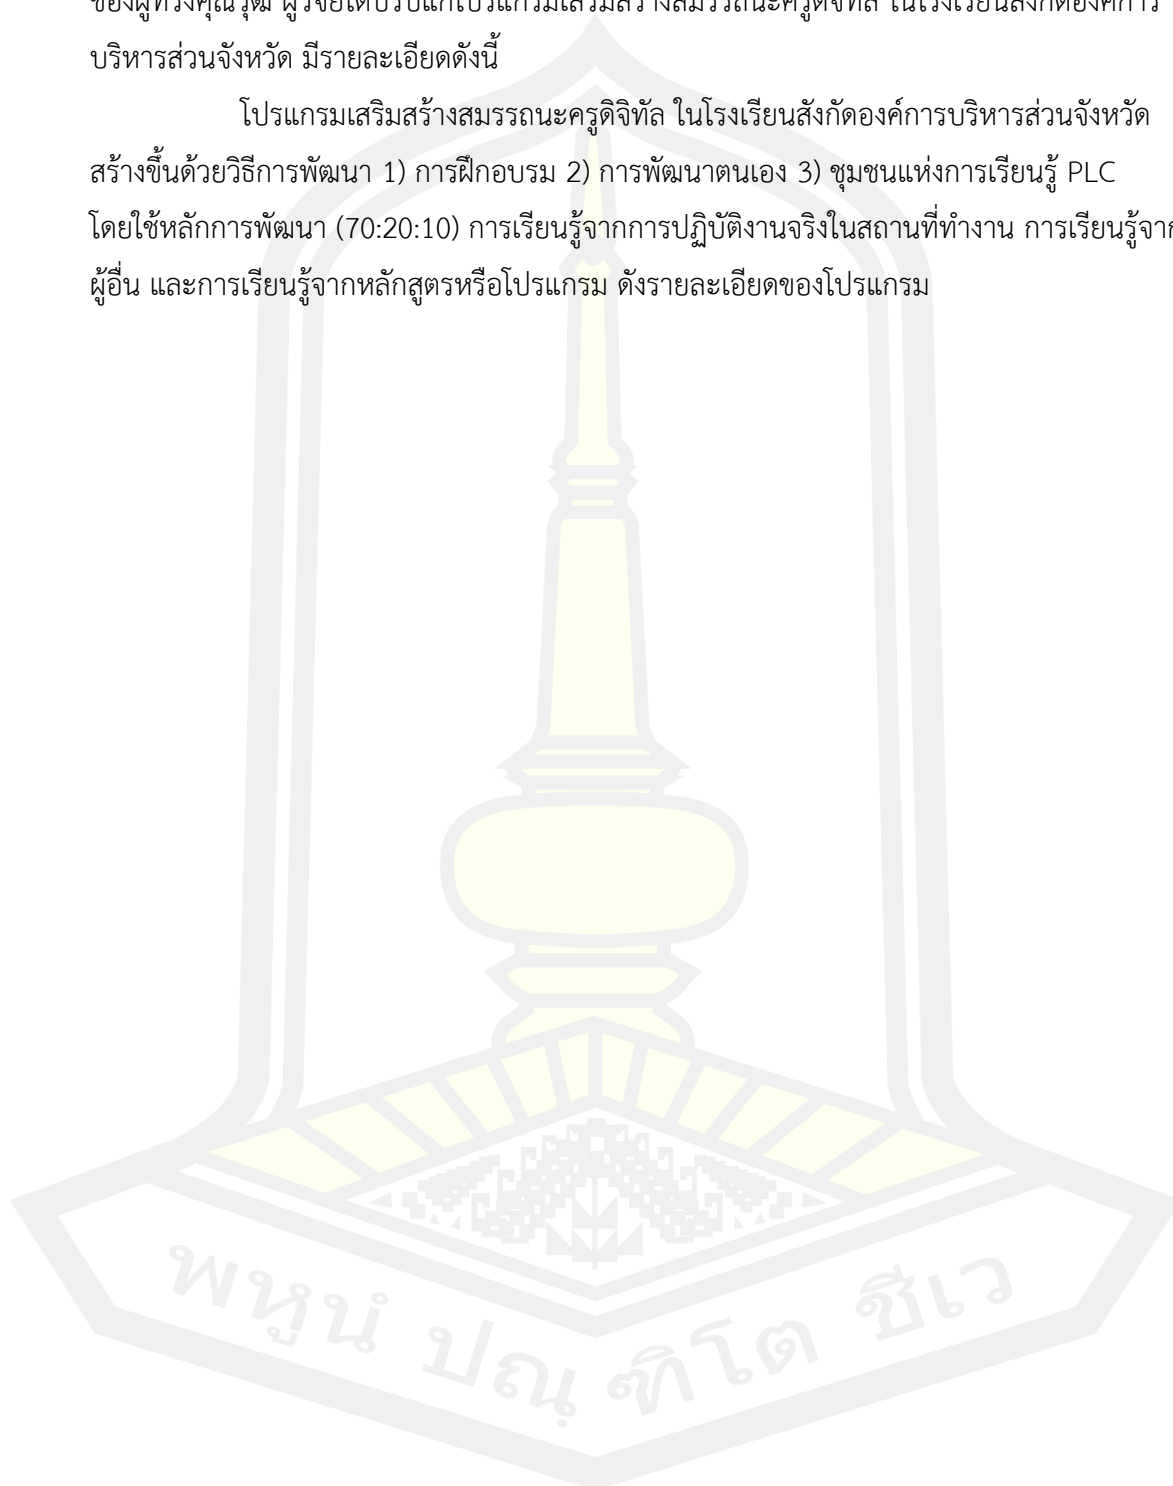 ของผู้ทรงคุณวุฒิ ผู้วิจัยได้ปรับแก้โปรแกรมเสริมสร้างสมรรถนะครูดิจิทัล ในโรงเรียนสังกัดองค์การ
บริหารส่วนจังหวัด มีรายละเอียดดังนี้
โปรแกรมเสริมสร้างสมรรถนะครูดิจิทัล ในโรงเรียนสังกัดองค์การบริหารส่วนจังหวัด
สร้างขึ้นด้วยวิธีการพัฒนา 1) การฝึกอบรม 2) การพัฒนาตนเอง 3) ชุมชนแห่งการเรียนรู้ PLC
โดยใช้หลักการพัฒนา (70:20:10) การเรียนรู้จากการปฏิบัติงานจริงในสถานที่ทำงาน การเรียนรู้จาก
ผู้อื่น และการเรียนรู้จากหลักสูตรหรือโปรแกรม ดังรายละเอียดของโปรแกรม
พหูนํ ปณฺฑิโต ชีเว